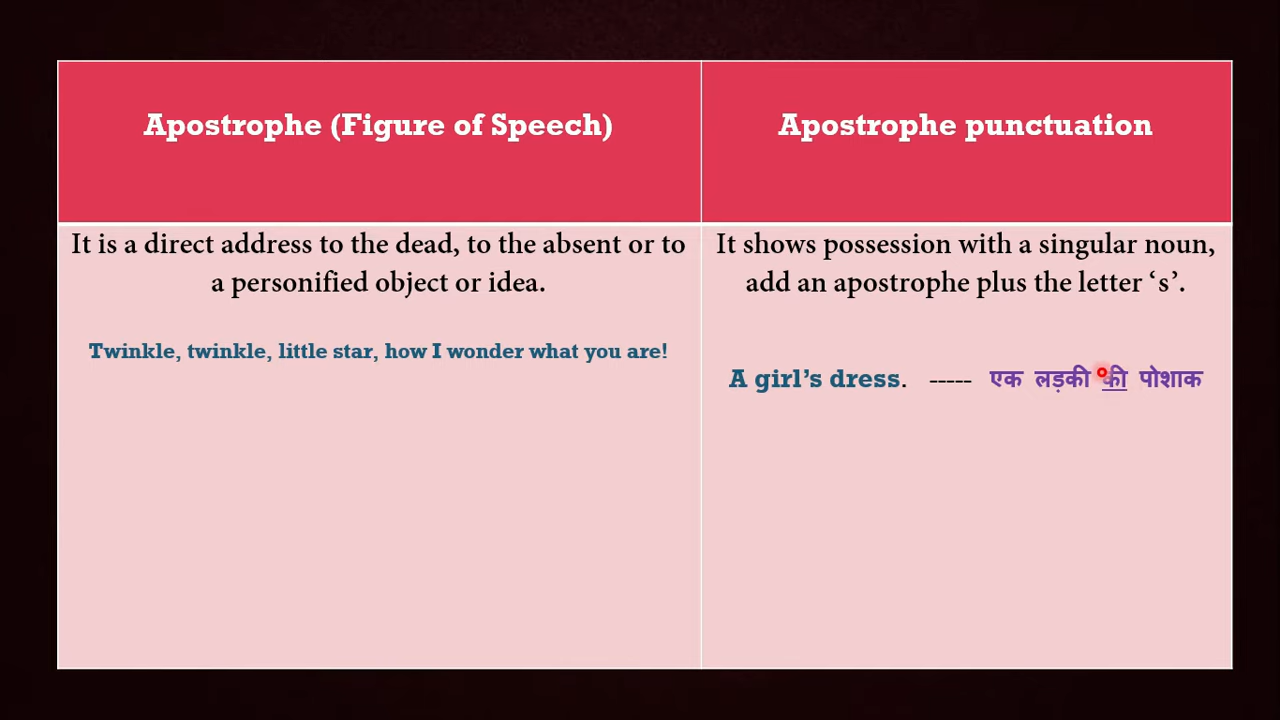 Apostrophe (Figure of Speech)
Apostrophe punctuation
It is a direct address to the dead, to the absent or to
a personified object or idea.
Twinkle, twinkle, little star, how I wonder what you are!
It shows possession with a singular noun,
add an apostrophe plus the letter ‘s’.
A girl’s dress. ----- एक लड़की की पोशाक